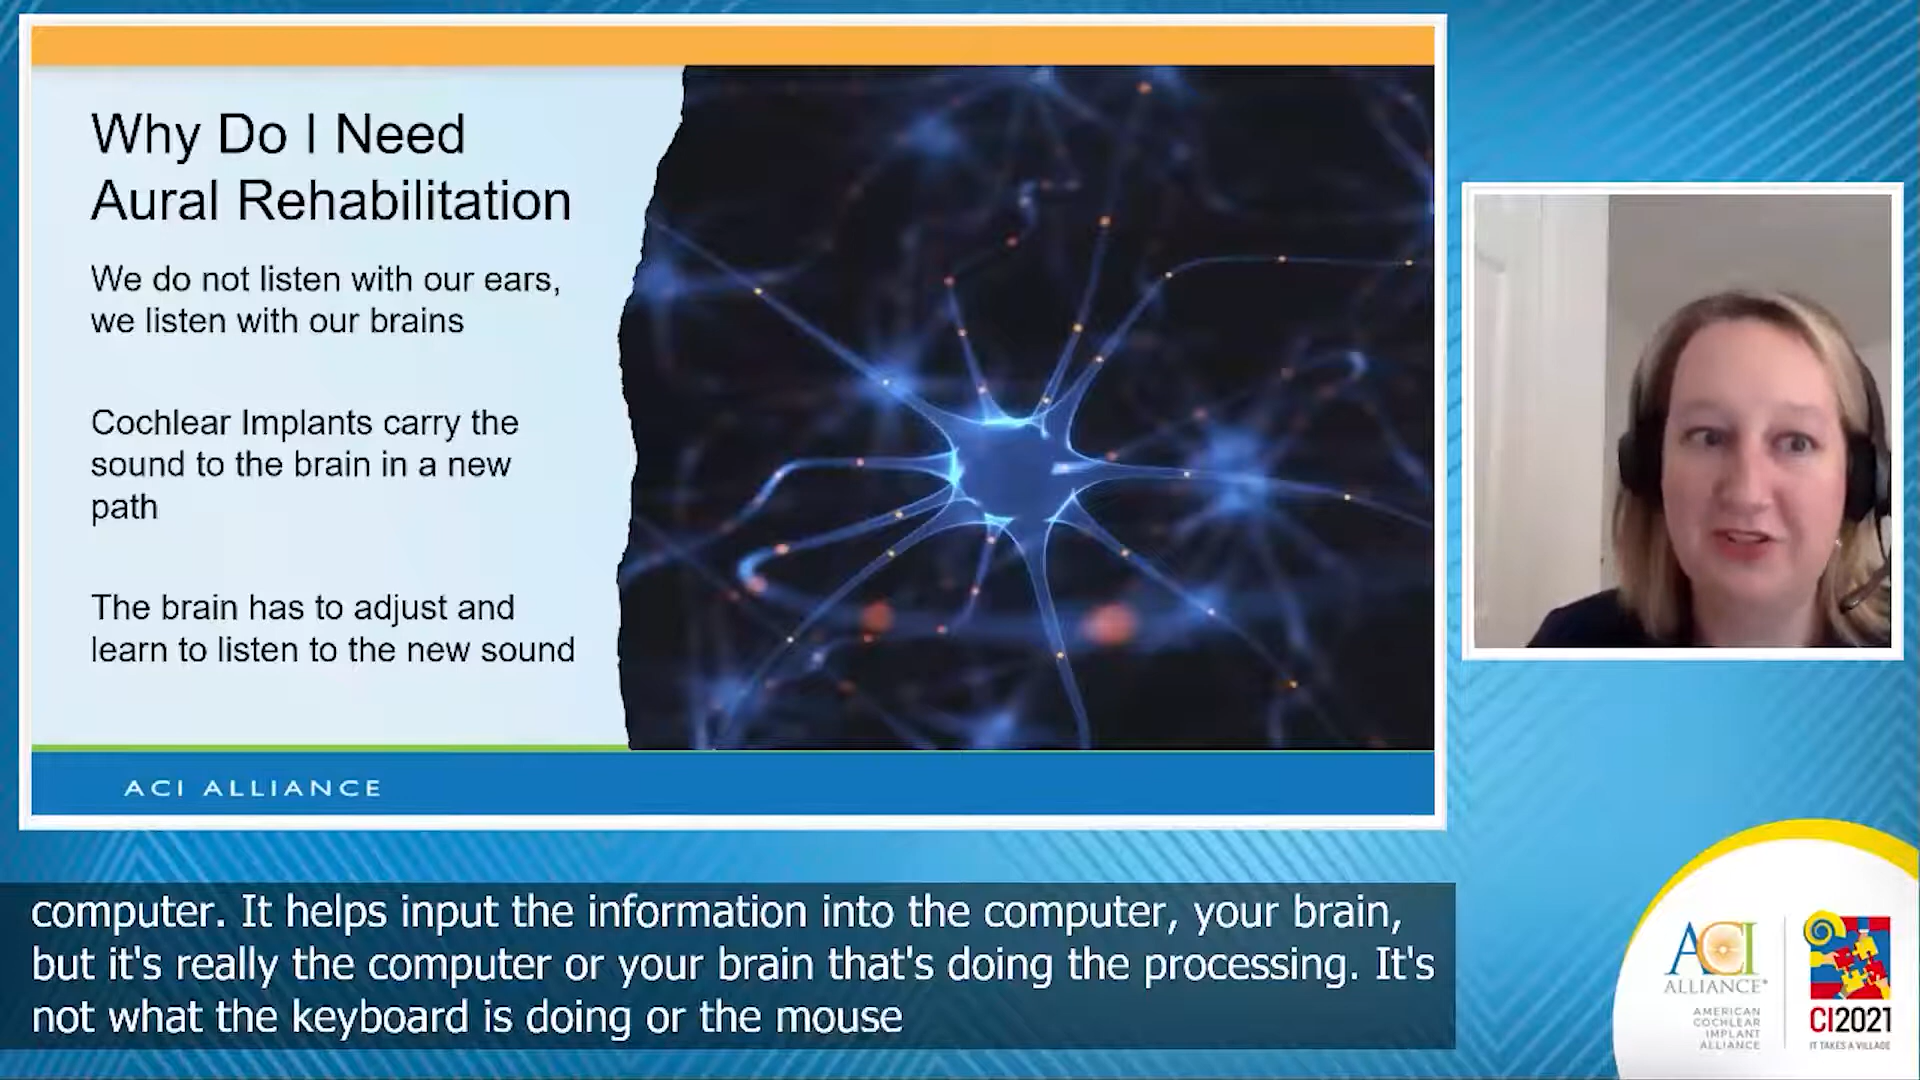 Why Do I Need
Aural Rehabilitation
We do not listen with our ears,
we listen with our brains
Cochlear Implants carry the
sound to the brain in a new
path
The brain has to adjust and
learn to listen to the new sound
ACI ALLIANCE
computer. It helps input the information into the computer, your brain,
but it's really the computer or your brain that's doing the processing. It's
not what the keyboard is doing or the mouse
ACI
ALLIANCE®
AMERICAN
COCHLEAR
IMPLANT
ALLIANCE
CI2021
IT TAKES A VILLAGE